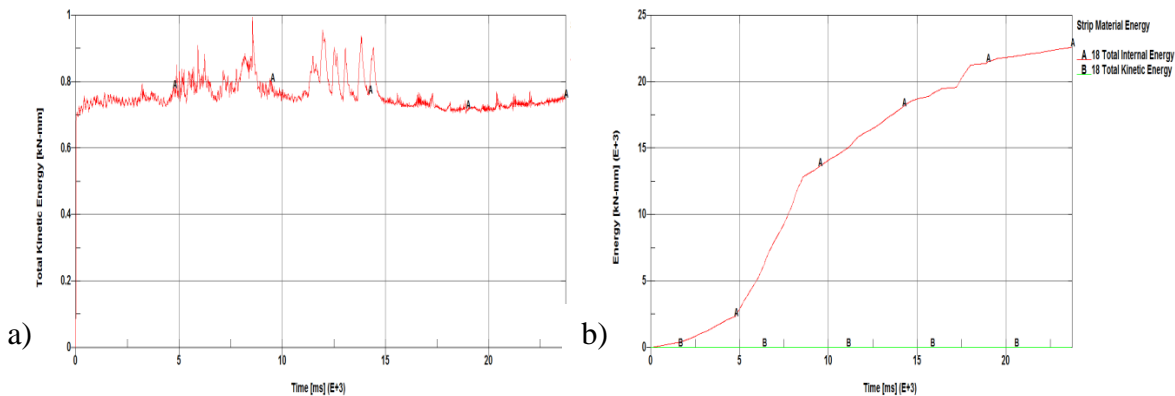 a)
Total Kinetic Energy [kN-mm]
1
0.8
0.6
0.4
0.2
0
A
A
A
A
A
0
5
10
15
20
Time [ms] (E+3)
b)
Energy [kN-mm] (E+3)
25
20
15
10
5
0
A
A
A
A
A
B
B
B
B
B
0
5
10
15
20
Time [ms] (E+3)
Strip Material Energy
A 18 Total Internal Energy
B 18 Total Kinetic Energy